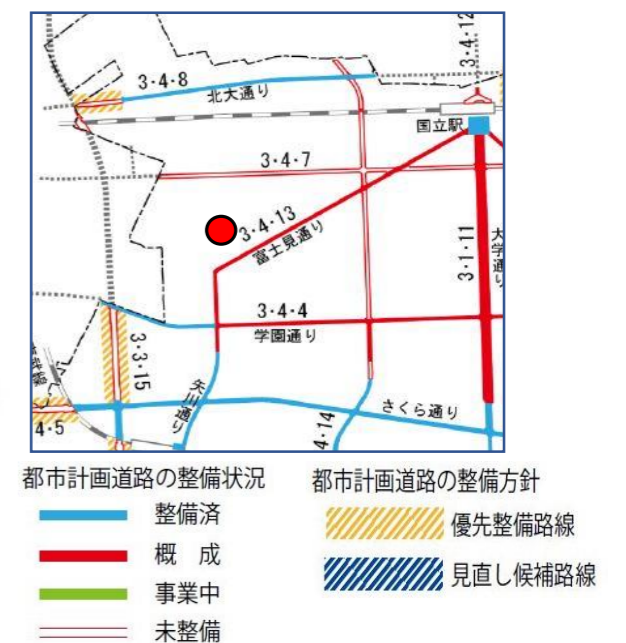 3・4・12
3・4・8
北大通り
国立駅
3・4・7
3・4・13
富士見通り
3・1・11
大学通り
3・4・4
学園通り
3・3・15
矢川通り
さくら通り
4・5
4・14
都市計画道路の整備状況
整備済
概 成
事業中
未整備
都市計画道路の整備方針
優先整備路線
見直し候補路線